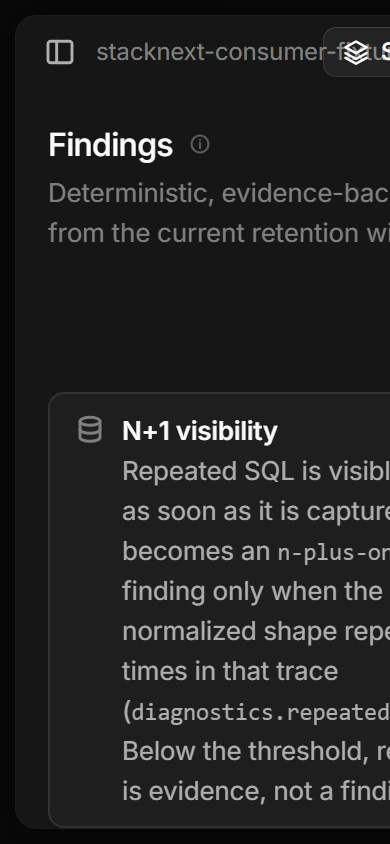 stacknext-consumer-
Findings
Deterministic, evidence-bac
from the current retention wi
N+1 visibility
Repeated SQL is visibl
as soon as it is capture
becomes an n-plus-on
finding only when the
normalized shape repe
times in that trace
(diagnostics.repeated
Below the threshold, re
is evidence, not a findi